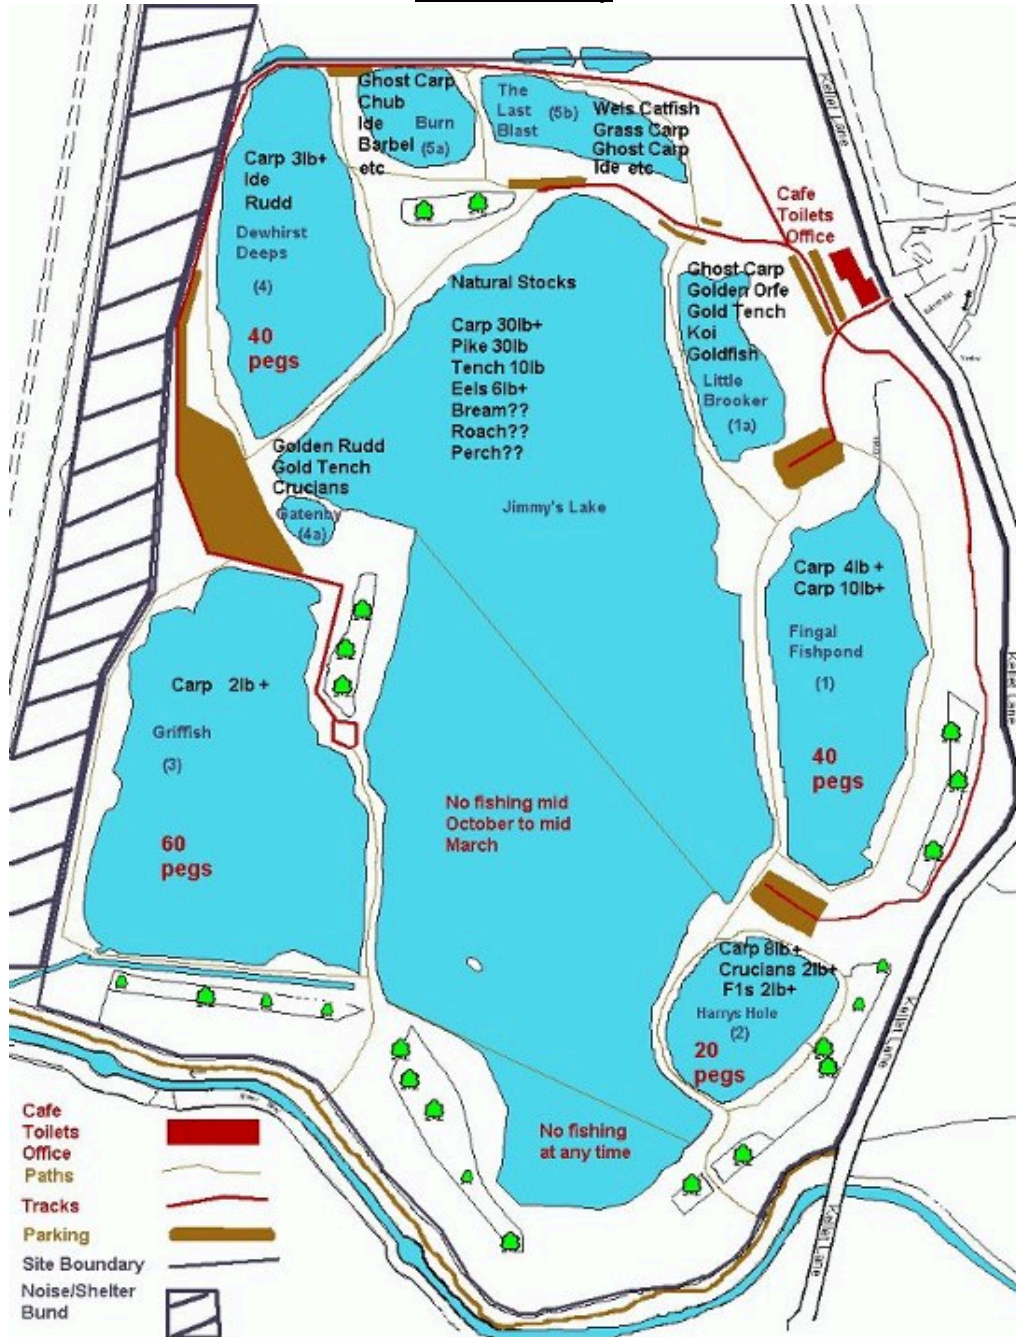 Ghost Carp
Chub
Ide
Barbel
etc
Burn
(5a)
The
Last
Blast
(5b)
Wels Catfish
Grass Carp
Ghost Carp
Ide etc
Kellet Lane
Carp 3lb+
Ide
Rudd
Dewhirst
Deeps
(4)
40
pegs
Cafe
Toilets
Office
Natural Stocks
Carp 30lb+
Pike 30lb
Tench 10lb
Eels 6lb+
Bream??
Roach??
Perch??
Jimmy's Lake
Ghost Carp
Golden Orfe
Gold Tench
Koi
Goldfish
Little
Brooker
(1a)
Golden Rudd
Gold Tench
Crucians
Gatenby
(4a)
Carp 4lb +
Carp 10lb+
Fingal
Fishpond
(1)
40
pegs
Kellet Lane
Carp 2lb +
Griffish
(3)
60
pegs
No fishing mid
October to mid
March
Carp 8lb+
Crucians 2lb+
F1s 2lb+
Harrys Hole
(2)
20
pegs
Kellet Lane
No fishing
at any time
Kellet Lane
Cafe
Toilets
Office
Paths
Tracks
Parking
Site Boundary
Noise/Shelter
Bund